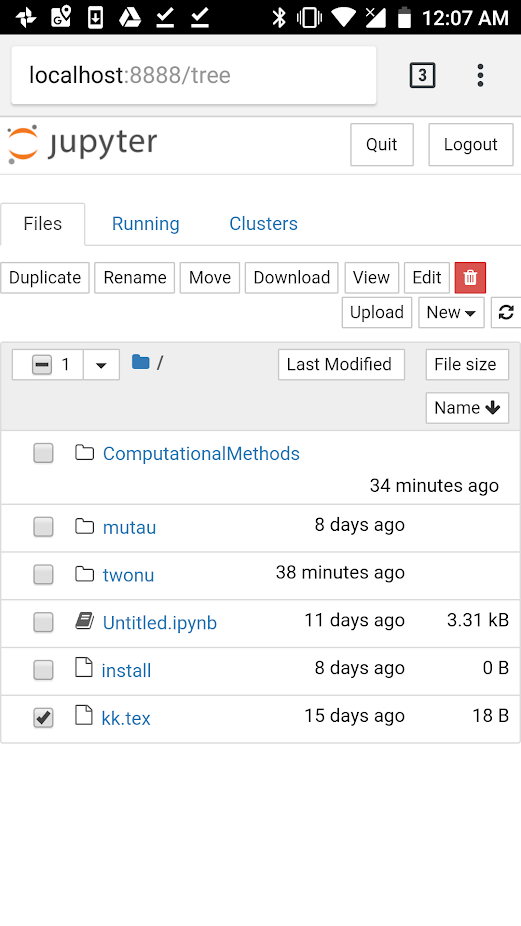 12:07 AM
localhost:8888/tree
3
jupyter
Quit
Logout
Files
Running
Clusters
Duplicate
Rename
Move
Download
View
Edit
Upload
New
1
/
Last Modified
File size
Name
ComputationalMethods
34 minutes ago
mutau
8 days ago
twonu
38 minutes ago
Untitled.ipynb
11 days ago
3.31 kB
install
8 days ago
0 B
kk.tex
15 days ago
18 B